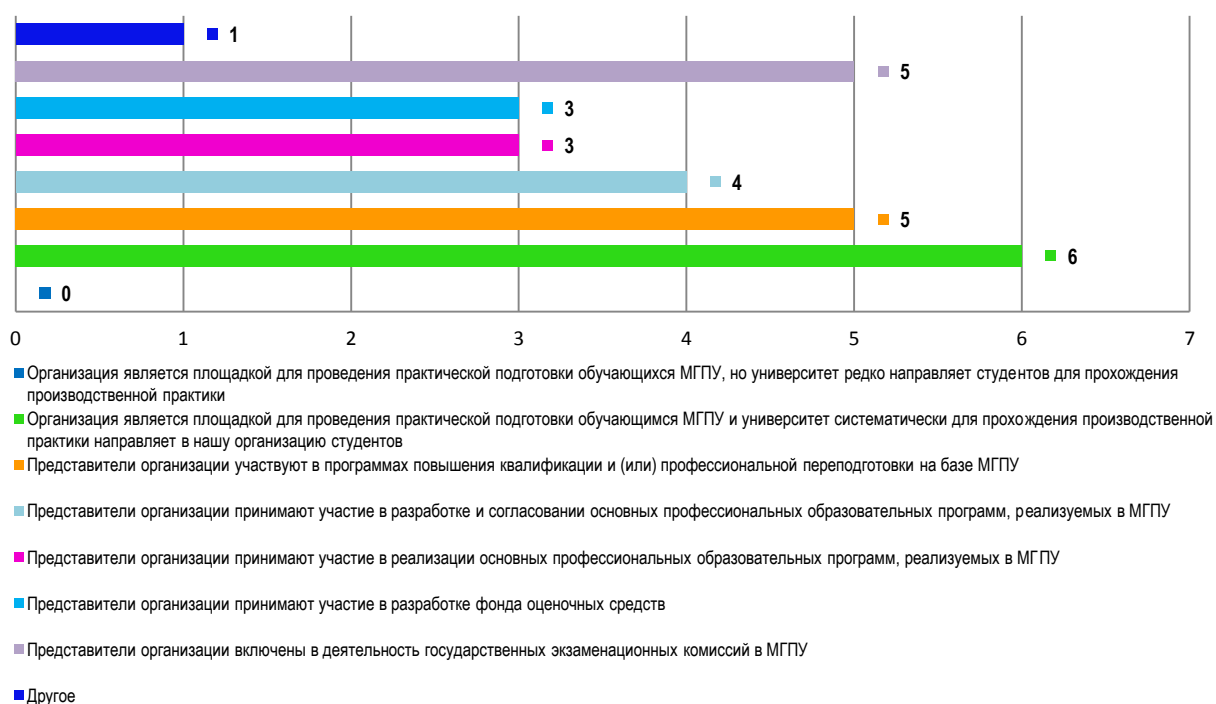 1
5
3
3
4
5
6
0
0 1 2 3 4 5 6 7
Организация является площадкой для проведения практической подготовки обучающихся МГПУ, но университет редко направляет студентов для прохождения
производственной практики
Организация является площадкой для проведения практической подготовки обучающимся МГПУ и университет систематически для прохождения производственной
практики направляет в нашу организацию студентов
Представители организации участвуют в программах повышения квалификации и (или) профессиональной переподготовки на базе МГПУ
Представители организации принимают участие в разработке и согласовании основных профессиональных образовательных программ, реализуемых в МГПУ
Представители организации принимают участие в реализации основных профессиональных образовательных программ, реализуемых в МГПУ
Представители организации принимают участие в разработке фонда оценочных средств
Представители организации включены в деятельность государственных экзаменационных комиссий в МГПУ
Другое